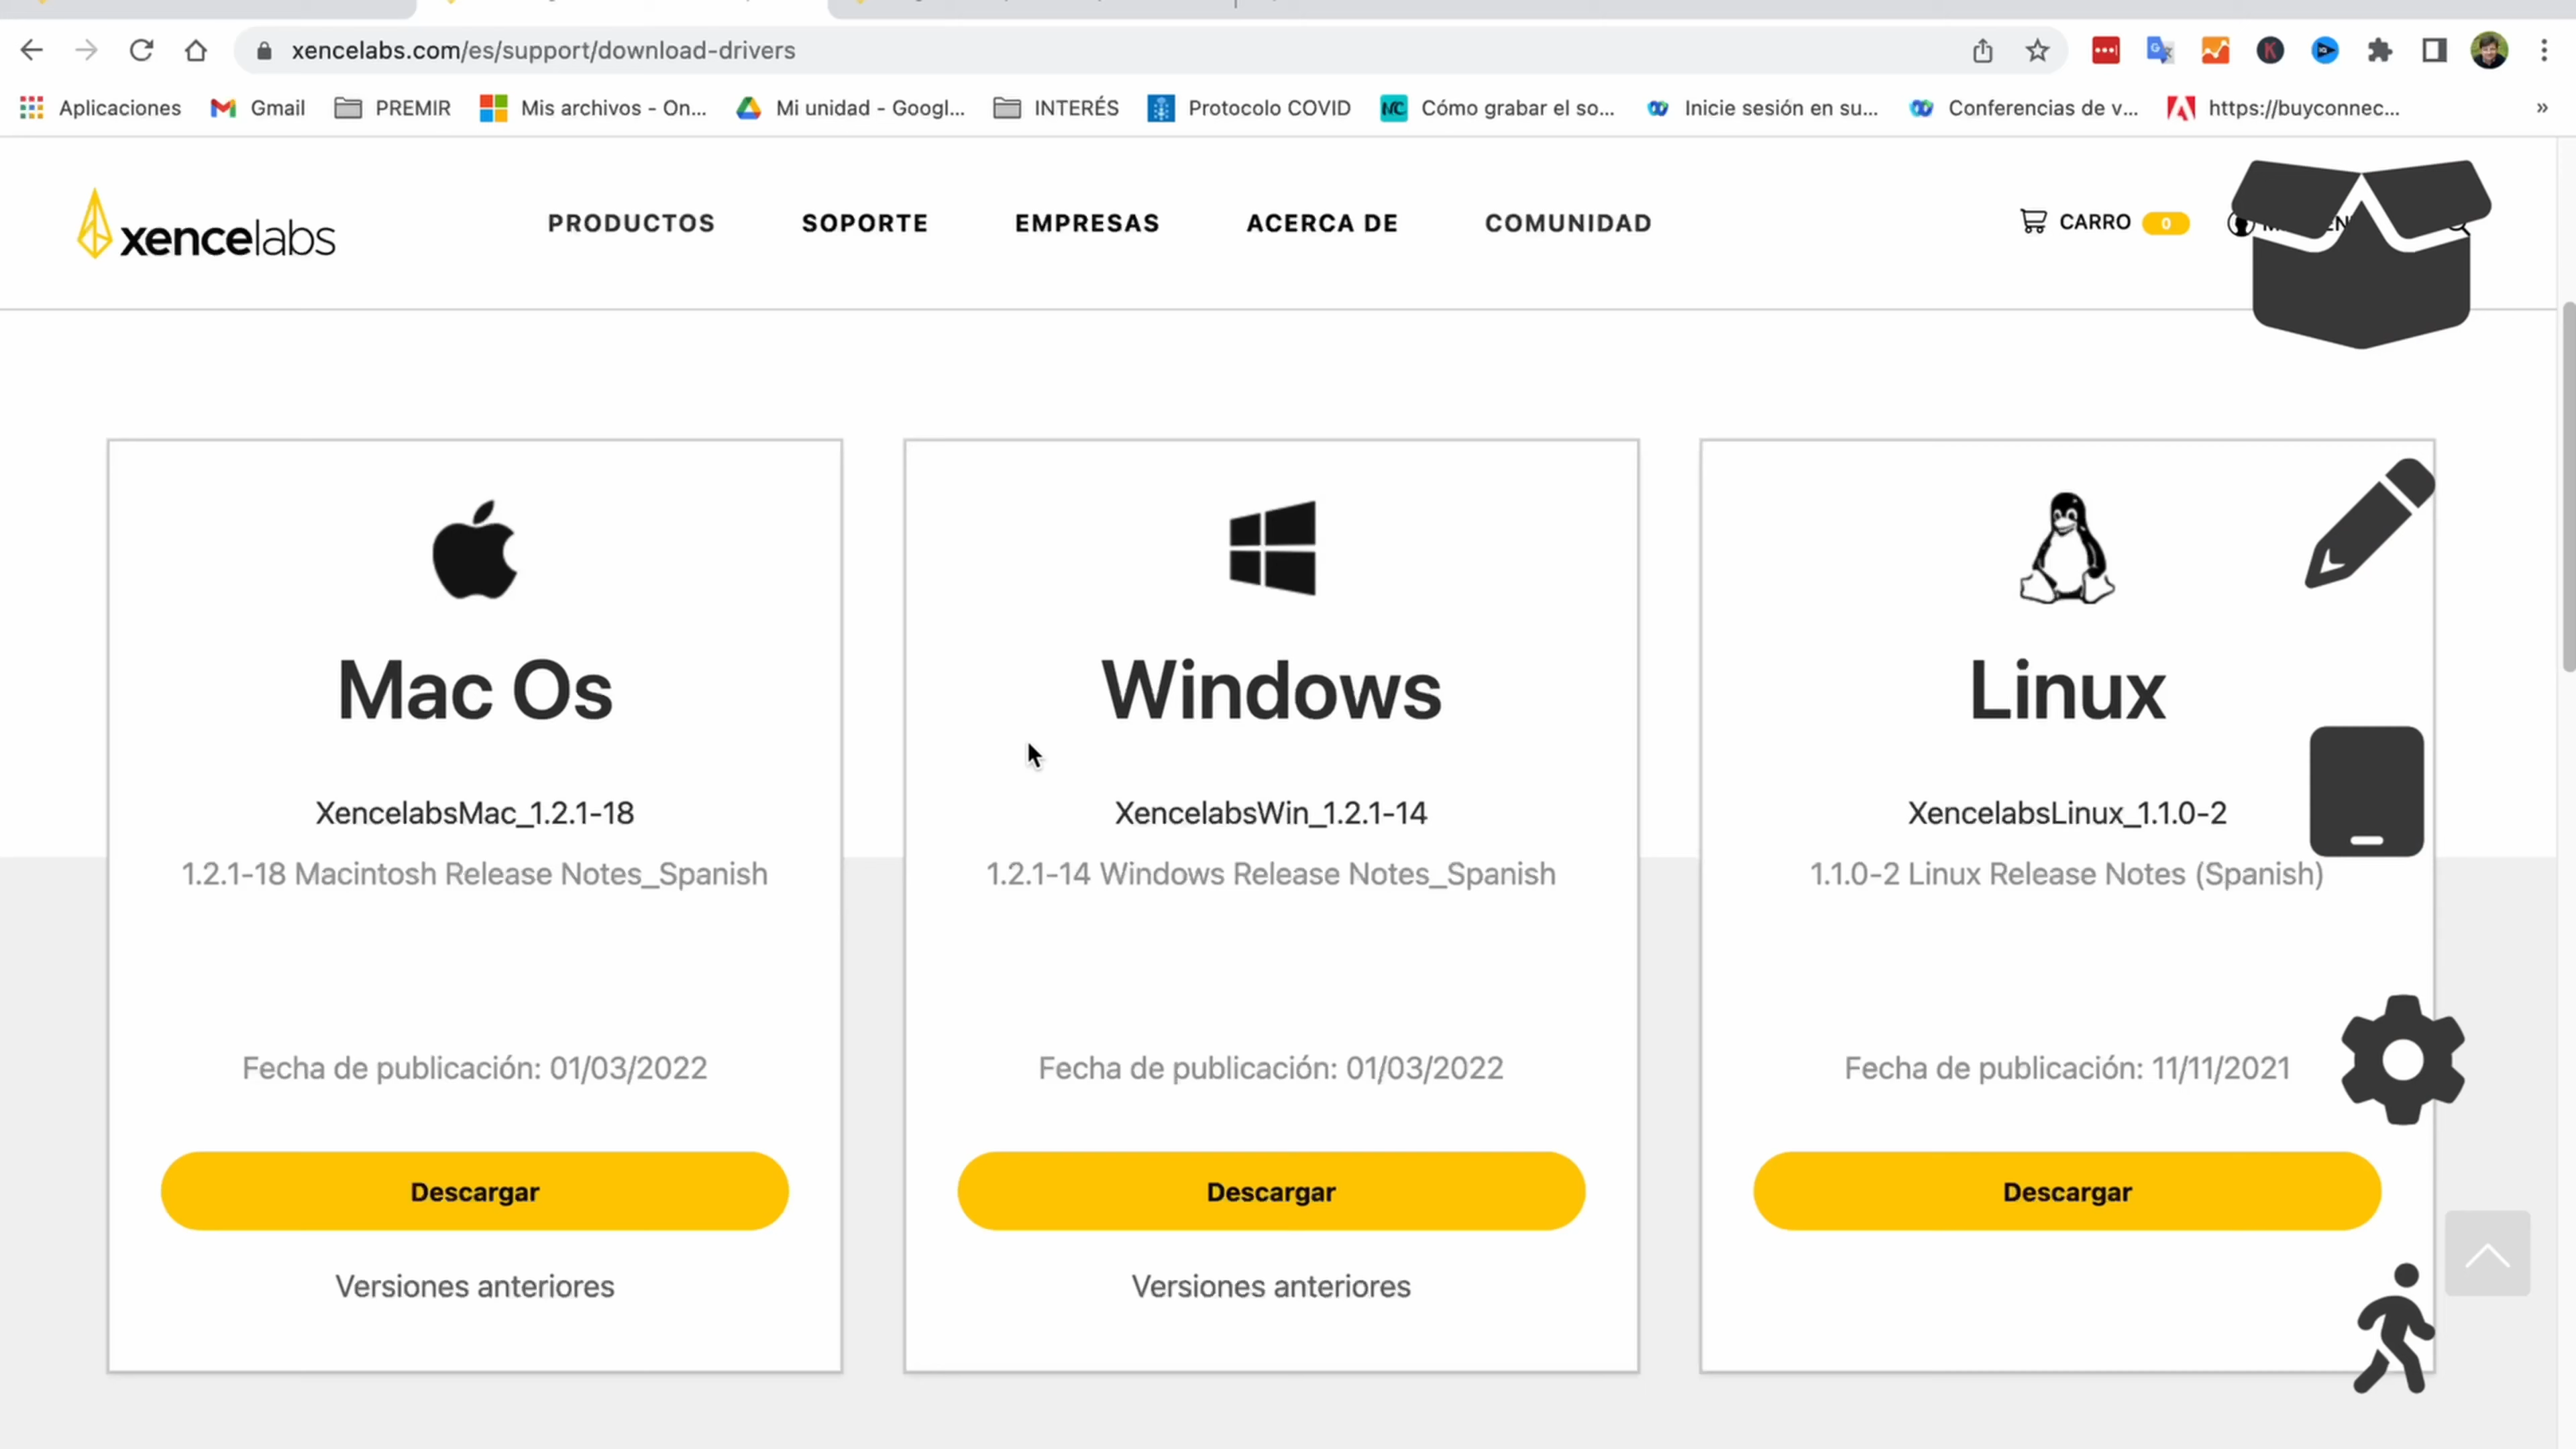 xencelabs.com/es/support/download-drivers
Aplicaciones Gmail PREMIR Mis archivos - On... Mi unidad - Googl... INTERÉS Protocolo COVID Cómo grabar el so... Inicie sesión en su... Conferencias de v... https://buyconnec... »
xencelabs PRODUCTOS SOPORTE EMPRESAS ACERCA DE COMUNIDAD CARRO 0
Mac Os
XencelabsMac_1.2.1-18
1.2.1-18 Macintosh Release Notes_Spanish
Fecha de publicación: 01/03/2022
Descargar
Versiones anteriores
Windows
XencelabsWin_1.2.1-14
1.2.1-14 Windows Release Notes_Spanish
Fecha de publicación: 01/03/2022
Descargar
Versiones anteriores
Linux
XencelabsLinux_1.1.0-2
1.1.0-2 Linux Release Notes (Spanish)
Fecha de publicación: 11/11/2021
Descargar